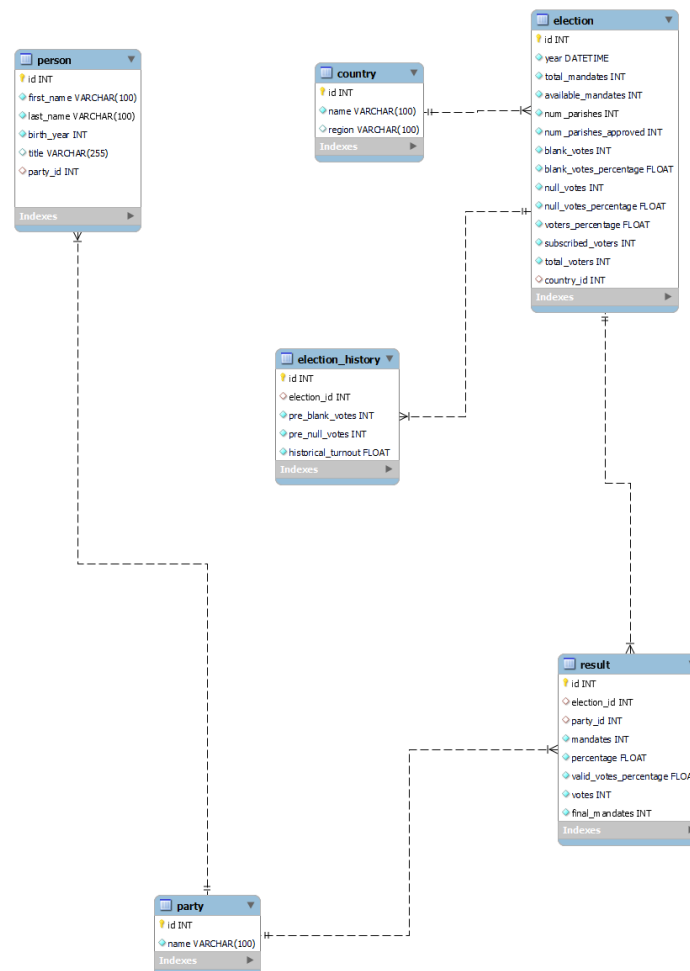 election
id INT
year DATETIME
total_mandates INT
available_mandates INT
num_parishes INT
num_parishes_approved INT
blank_votes INT
blank_votes_percentage FLOAT
null_votes INT
null_votes_percentage FLOAT
voters_percentage FLOAT
subscribed_voters INT
total_voters INT
country_id INT
Indexes
person
id INT
first_name VARCHAR(100)
last_name VARCHAR(100)
birth_year INT
title VARCHAR(255)
party_id INT
Indexes
country
id INT
name VARCHAR(100)
region VARCHAR(100)
Indexes
election_history
id INT
election_id INT
pre_blank_votes INT
pre_null_votes INT
historical_turnout FLOAT
Indexes
result
id INT
election_id INT
party_id INT
mandates INT
percentage FLOAT
valid_votes_percentage FLOA
votes INT
final_mandates INT
Indexes
party
id INT
name VARCHAR(100)
Indexes